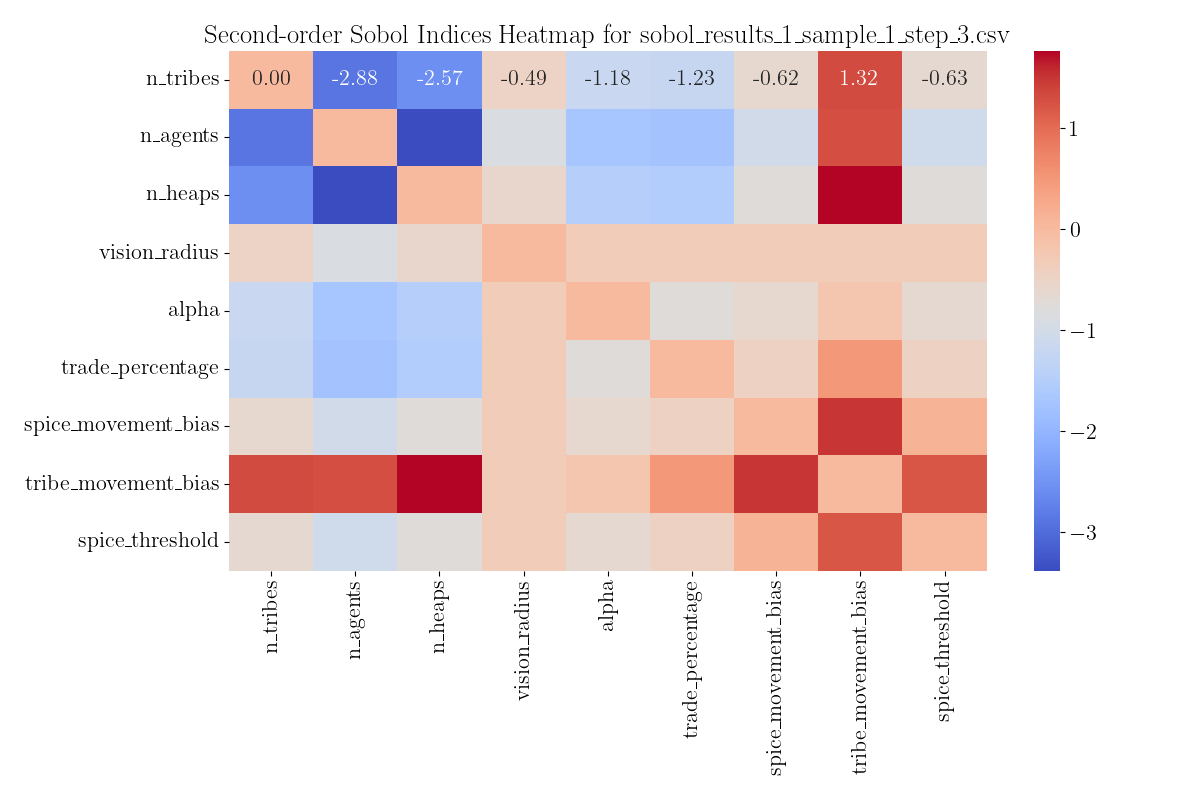 Second-order Sobol Indices Heatmap for sobol_results_1_sample_1_step_3.csv
n_tribes 0.00 -2.88 -2.57 -0.49 -1.18 -1.23 -0.62 1.32 -0.63
n_agents
n_heaps
vision_radius
alpha
trade_percentage
spice_movement_bias
tribe_movement_bias
spice_threshold
n_tribes
n_agents
n_heaps
vision_radius
alpha
trade_percentage
spice_movement_bias
tribe_movement_bias
spice_threshold
1
0
−1
−2
−3